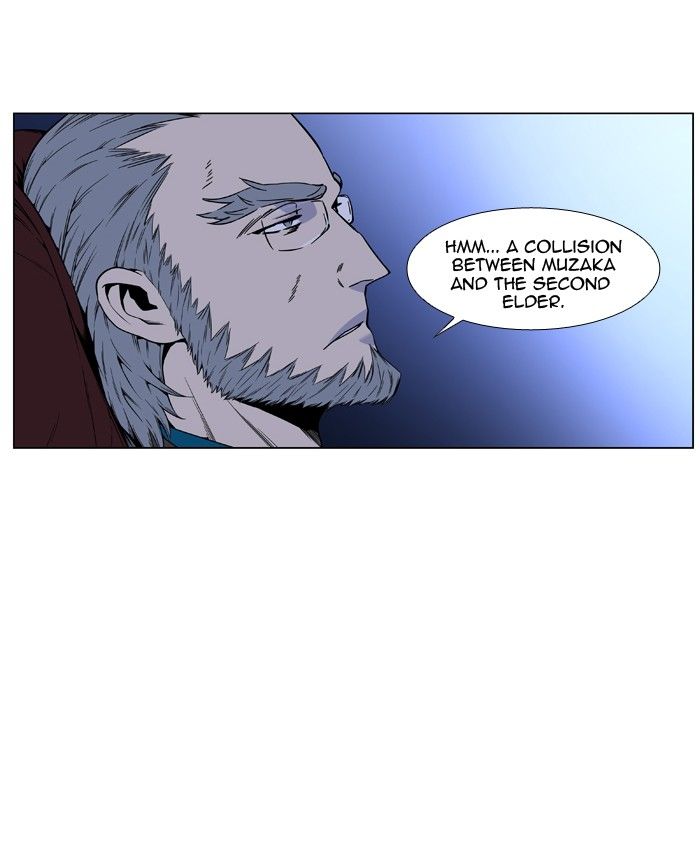 HMM... A COLLISION
BETWEEN MUZAKA
AND THE SECOND
ELDER.